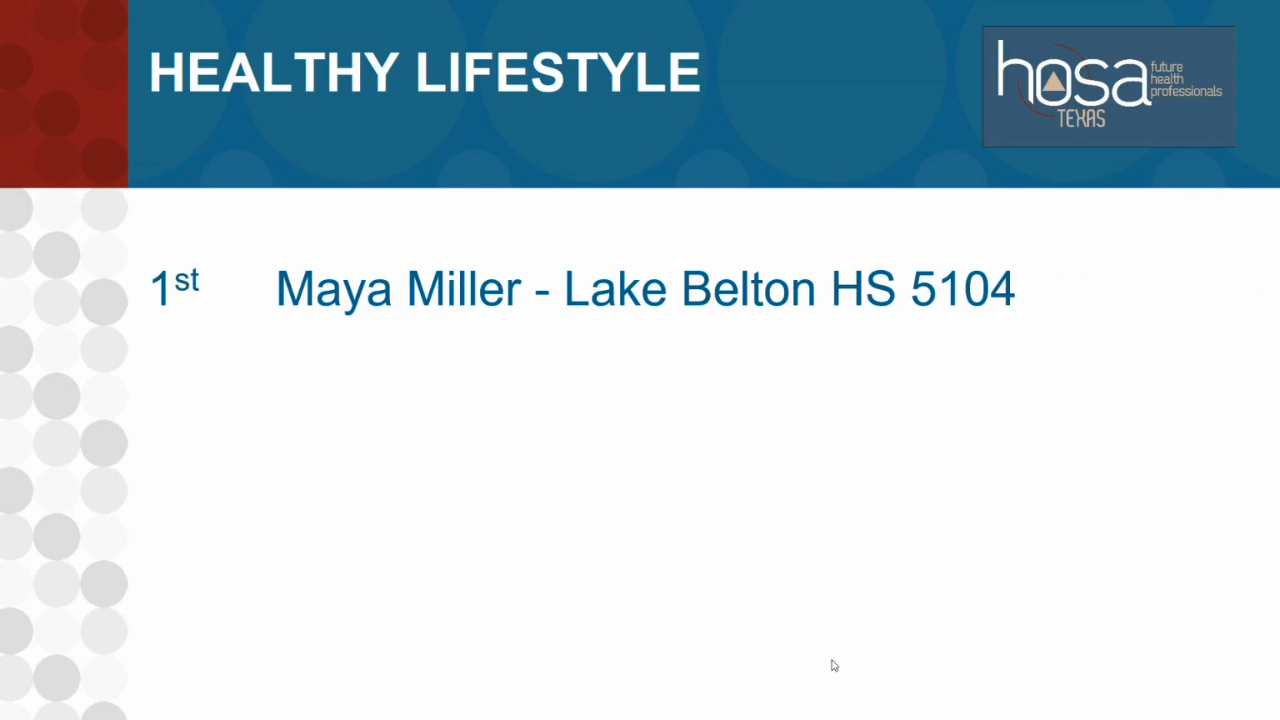 HEALTHY LIFESTYLE
hosa
future
health
professionals
TEXAS
1st Maya Miller - Lake Belton HS 5104